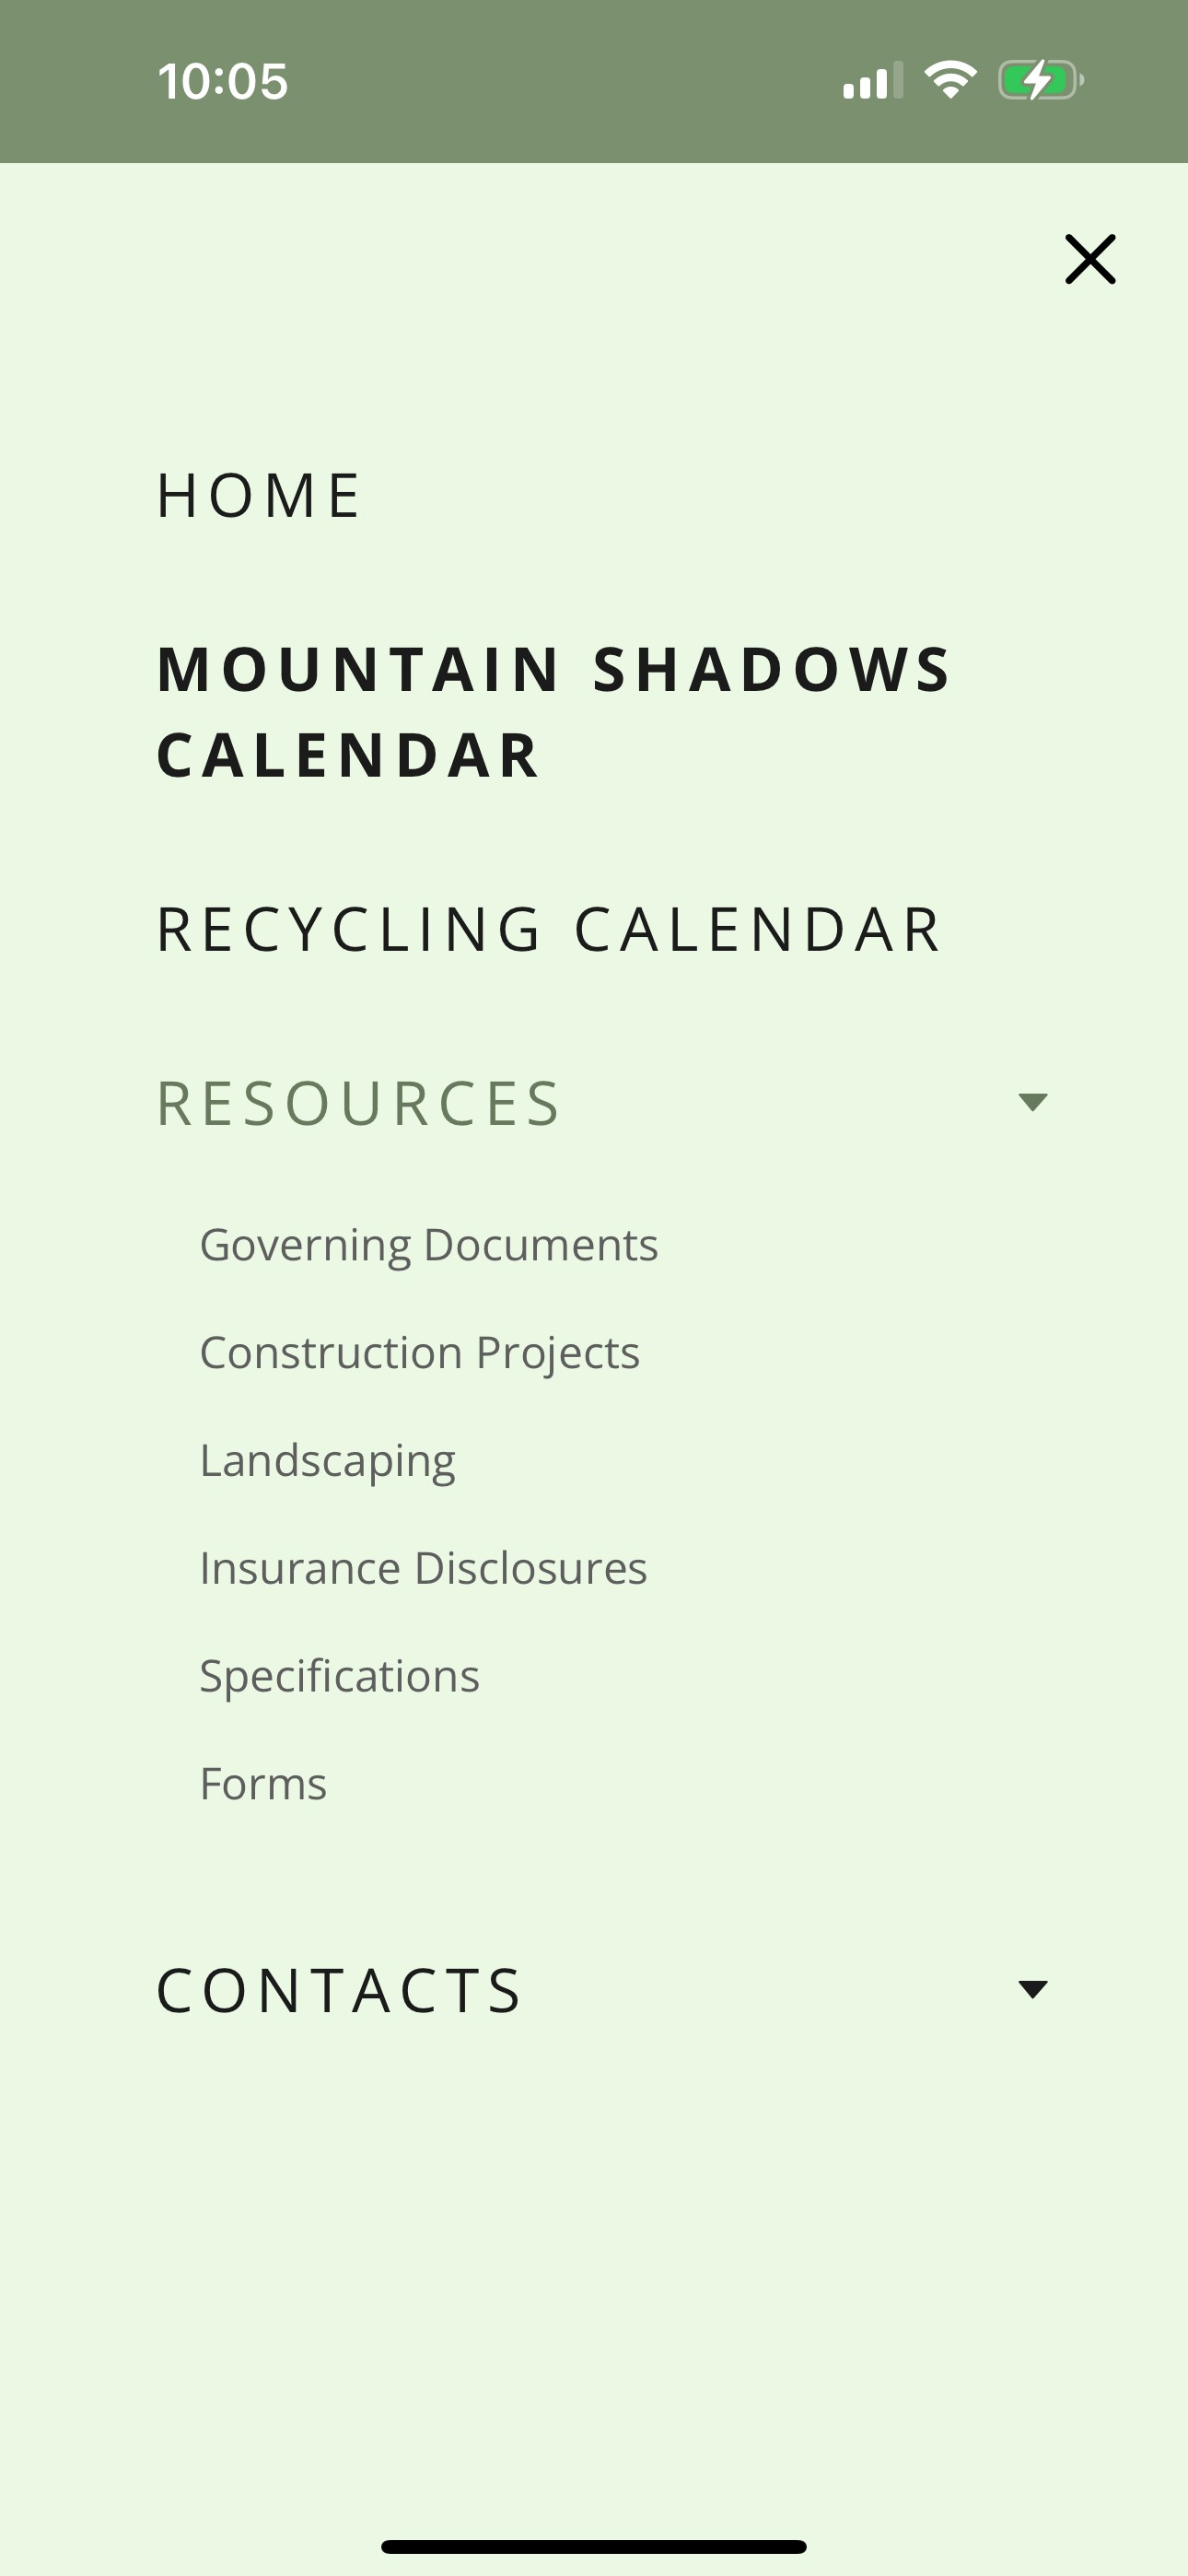 10:05
HOME
MOUNTAIN SHADOWS
CALENDAR
RECYCLING CALENDAR
RESOURCES
Governing Documents
Construction Projects
Landscaping
Insurance Disclosures
Specifications
Forms
CONTACTS